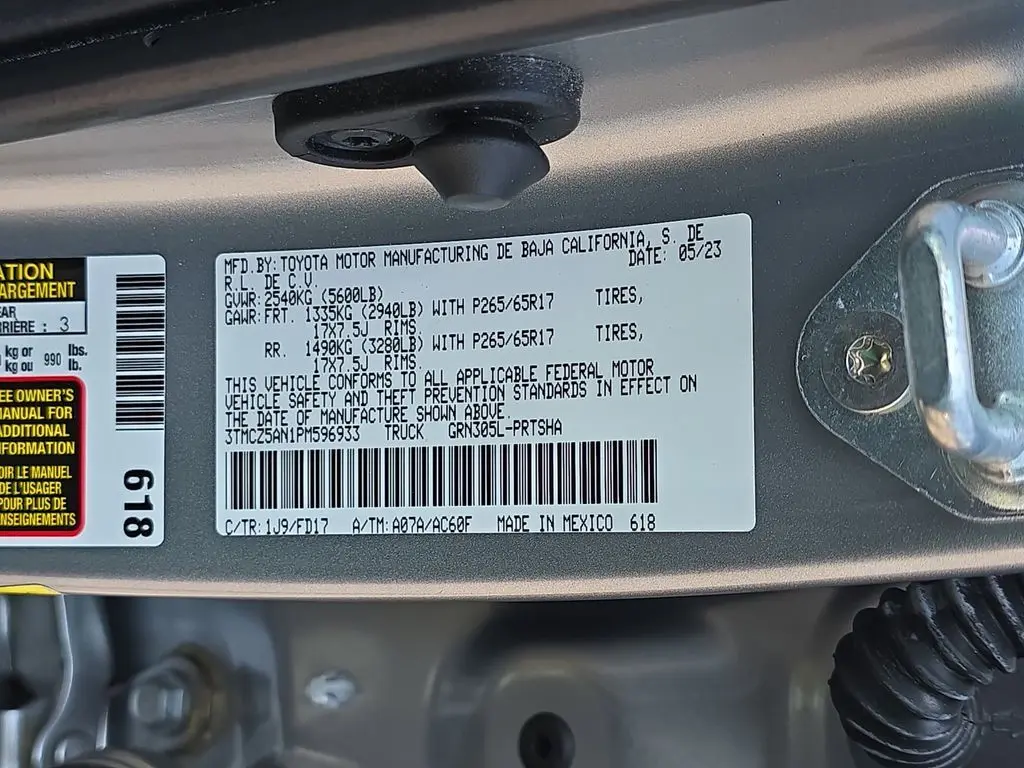 ATION
ARGEMENT
EAR
RRIÈRE : 3
kg or
kg ou 990 lbs.
lb.
EE OWNER'S
MANUAL FOR
ADDITIONAL
NFORMATION
OIR LE MANUEL
DE L'USAGER
POUR PLUS DE
NSEIGNEMENTS
618
MFD.BY:TOYOTA MOTOR MANUFACTURING DE BAJA CALIFORNIA, S. DE
R.L. DE C.V. DATE: 05/23
GVWR:2540KG (5600LB)
GAWR:FRT. 1335KG (2940LB) WITH P265/65R17 TIRES,
17X7.5J RIMS.
RR. 1490KG (3280LB) WITH P265/65R17 TIRES,
17X7.5J RIMS.
THIS VEHICLE CONFORMS TO ALL APPLICABLE FEDERAL MOTOR
VEHICLE SAFETY AND THEFT PREVENTION STANDARDS IN EFFECT ON
THE DATE OF MANUFACTURE SHOWN ABOVE.
3TMCZ5AN1PM596933 TRUCK GRN305L-PRTSHA
C/TR:1J9/FD17 A/TM:A07A/AC60F MADE IN MEXICO 618